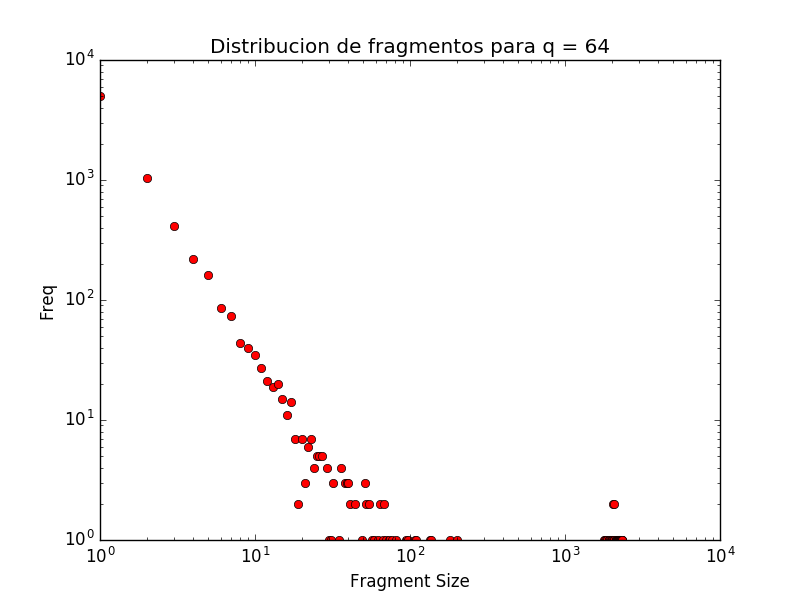 Distribucion de fragmentos para q = 64
10^4
10^3
10^2
10^1
10^0
Freq
10^0 10^1 10^2 10^3 10^4
Fragment Size